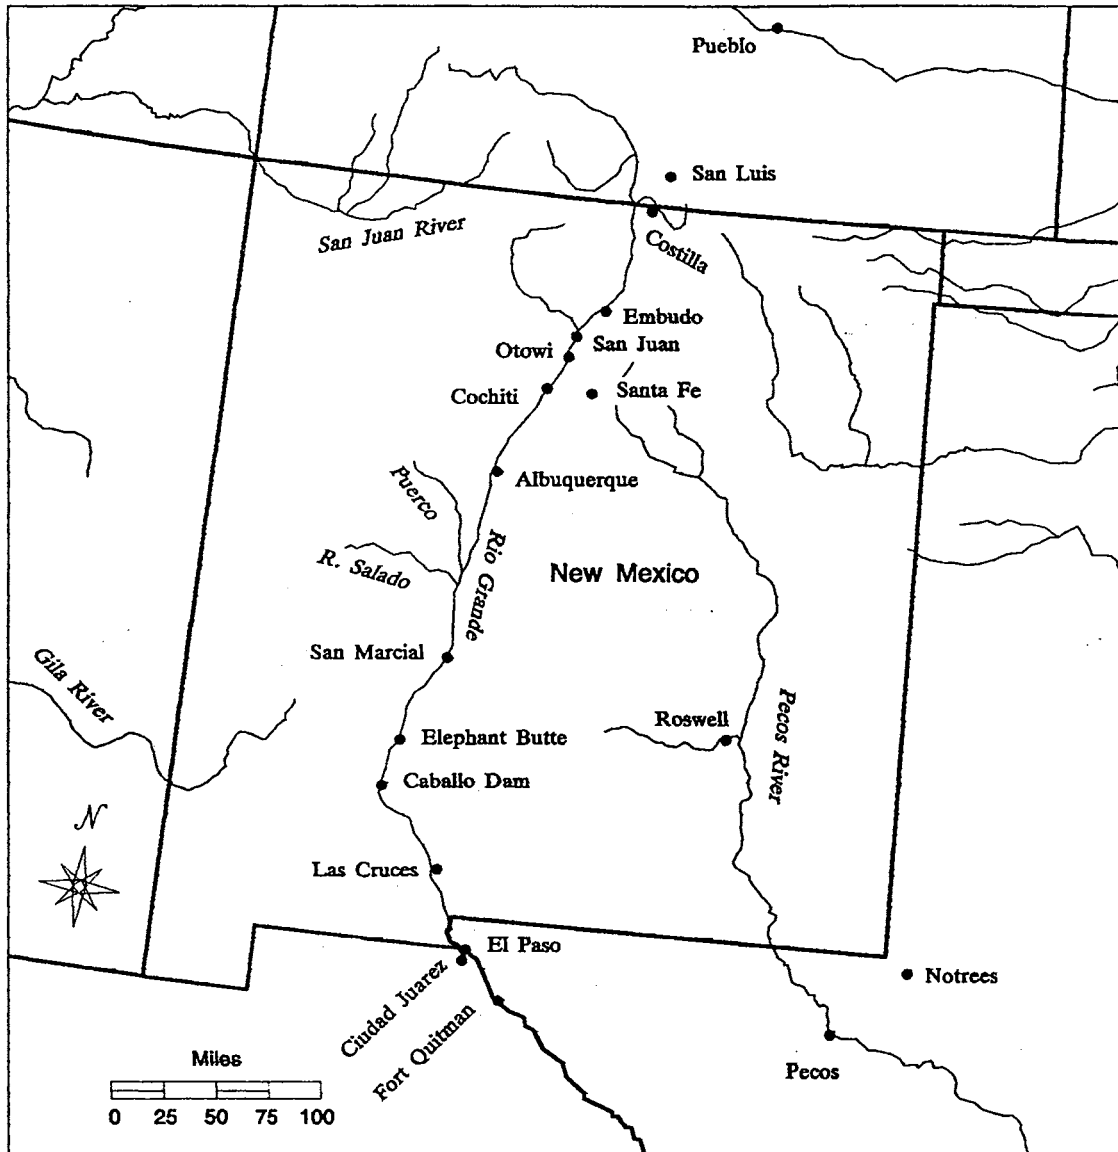 Pueblo
San Luis
San Juan River
Costilla
Embudo
San Juan
Otowi
Santa Fe
Cochiti
Albuquerque
Puerco
Rio Grande
R. Salado
New Mexico
San Marcial
Gila River
Roswell
Pecos River
Elephant Butte
Caballo Dam
N
Las Cruces
El Paso
Ciudad Juarez
Notrees
Fort Quitman
Pecos
Miles
0 25 50 75 100